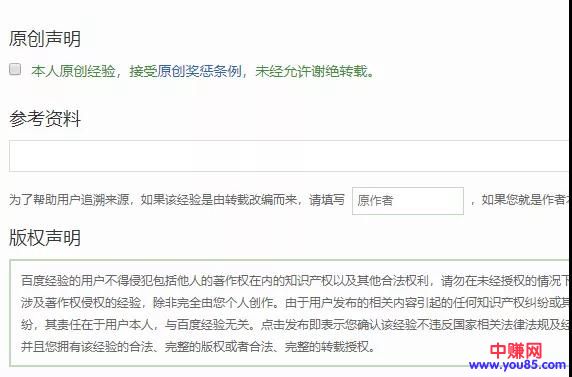 原创声明
本人原创经验，接受原创奖惩条例，未经允许谢绝转载。
参考资料
为了帮助用户追溯来源，如果该经验是由转载改编而来，请填写 原作者 ，如果您就是作者本
版权声明
百度经验的用户不得侵犯包括他人的著作权在内的知识产权以及其他合法权利，请勿在未经授权的情况下
涉及著作权侵权的经验，除非完全由您个人创作。由于用户发布的相关内容引起的任何知识产权纠纷或其
纷，其责任在于用户本人，与百度经验无关。点击发布即表示您确认该经验不违反国家相关法律法规及经
并且您拥有该经验的合法、完整的版权或者合法、完整的转载授权。
中赚网
www.you85.com